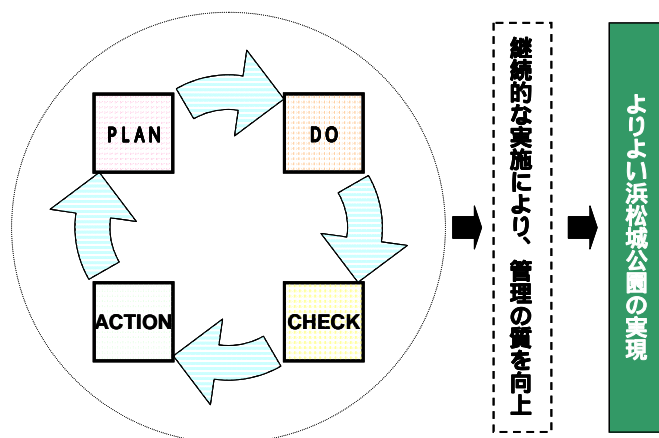 PLAN
DO
ACTION
CHECK
継続的な実施により、管理の質を向上
よりよい浜松城公園の実現